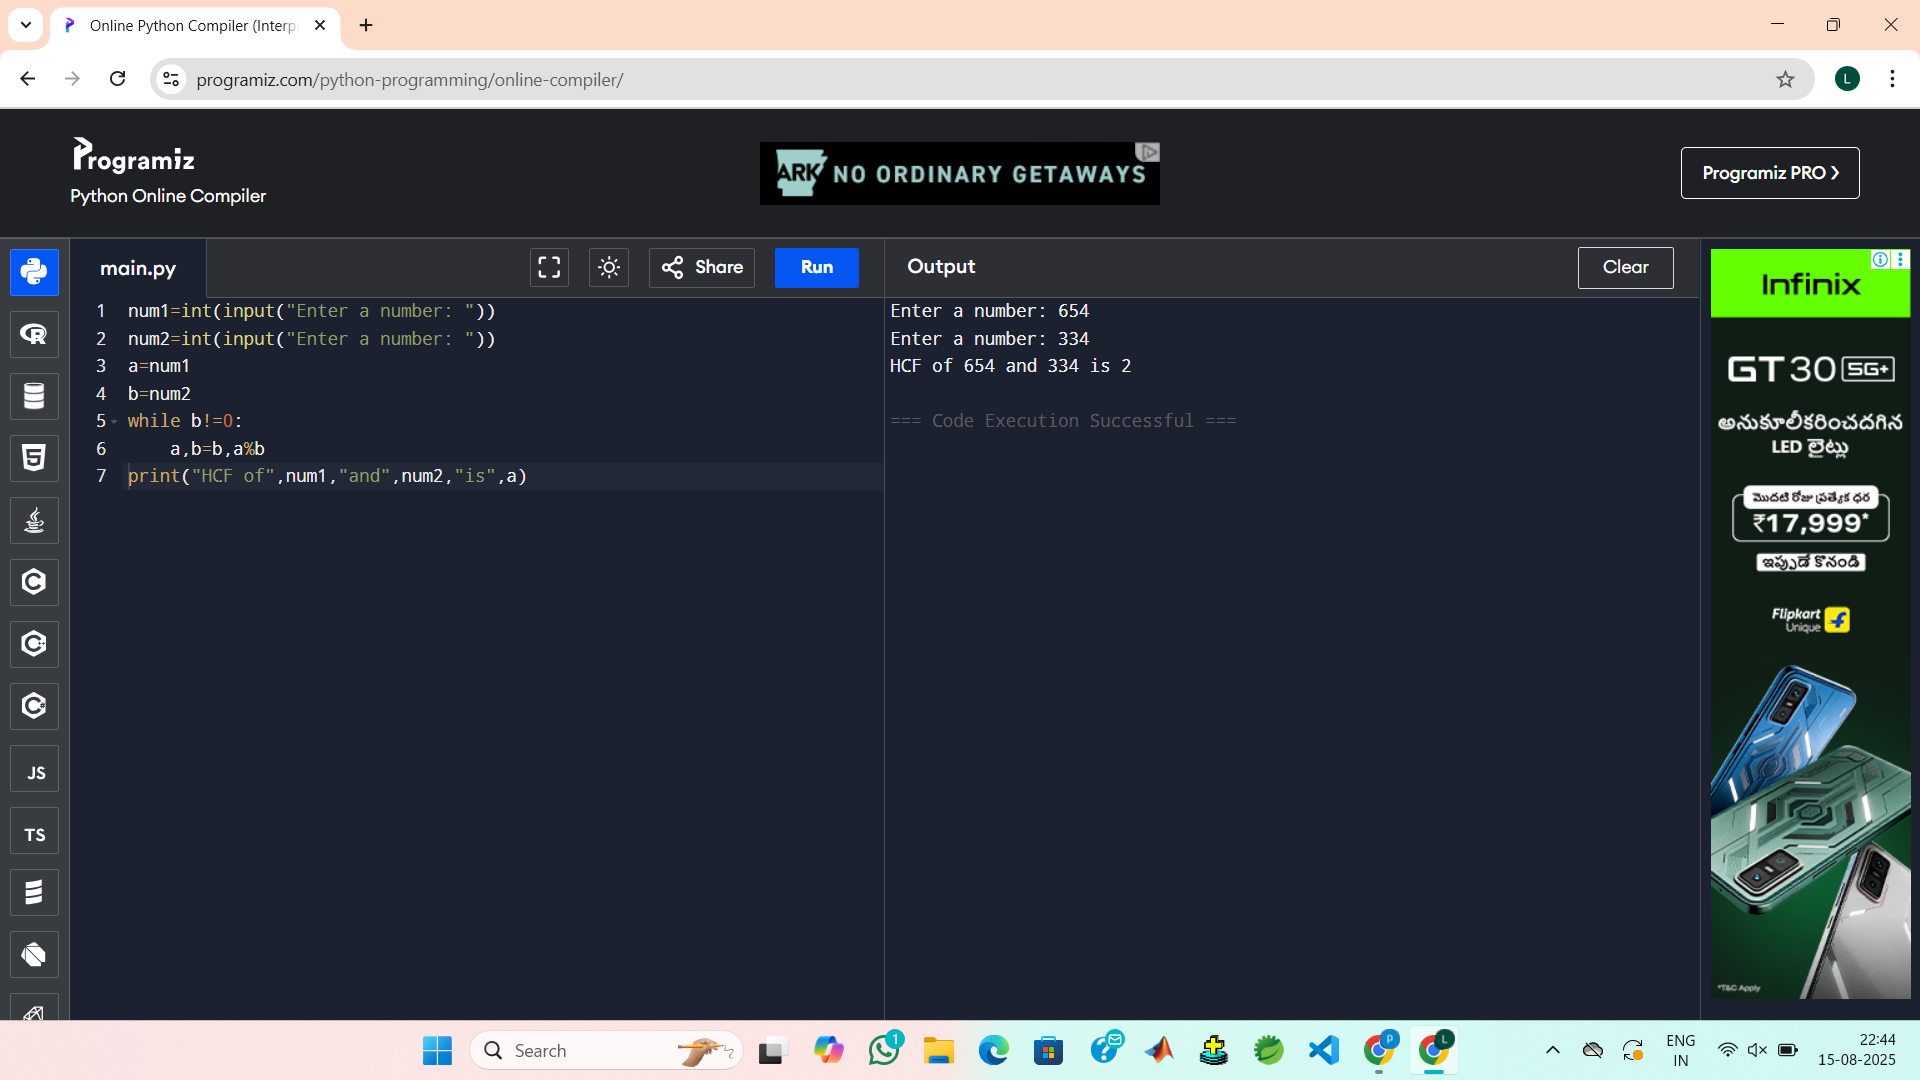 Online Python Compiler (Interp
programiz.com/python-programming/online-compiler/
L
Programiz
Python Online Compiler
ARK NO ORDINARY GETAWAYS
Programiz PRO
main.py
Share
Run
Output
Clear
1 num1=int(input("Enter a number: "))
2 num2=int(input("Enter a number: "))
3 a=num1
4 b=num2
5 while b!=0:
6     a,b=b,a%b
7 print("HCF of",num1,"and",num2,"is",a)
Enter a number: 654
Enter a number: 334
HCF of 654 and 334 is 2
=== Code Execution Successful ===
R
5
C
C
C
JS
TS
Infinix
GT 30 5G+
అనుకూలీకరించదగిన
LED లైట్లు
మొదటి రోజు ప్రత్యేక ధర
₹17,999*
ఇప్పుడే కొనండి
Flipkart
Unique
*T&C Apply
Search
1
P
L
ENG
IN
22:44
15-08-2025